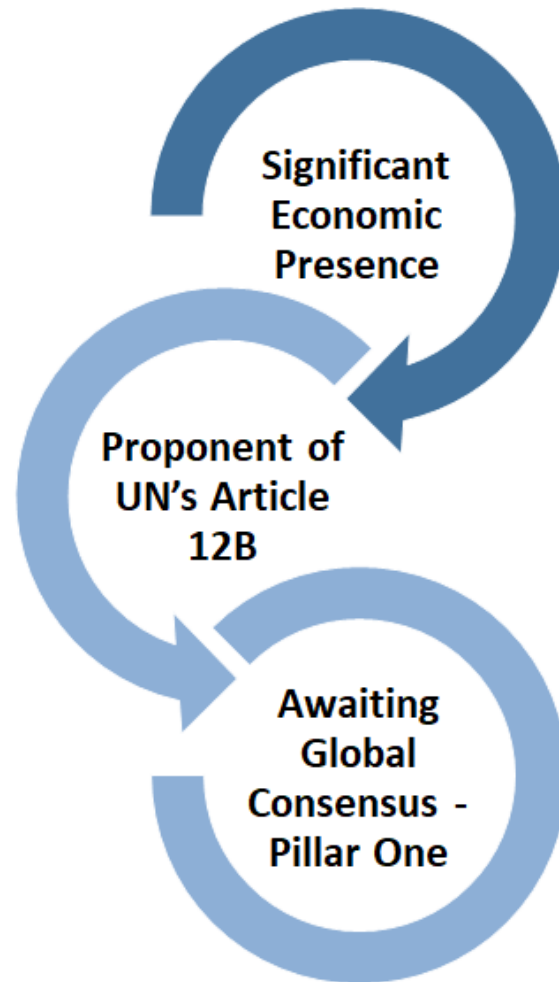 Significant
Economic
Presence
Proponent of
UN's Article
12B
Awaiting
Global
Consensus -
Pillar One